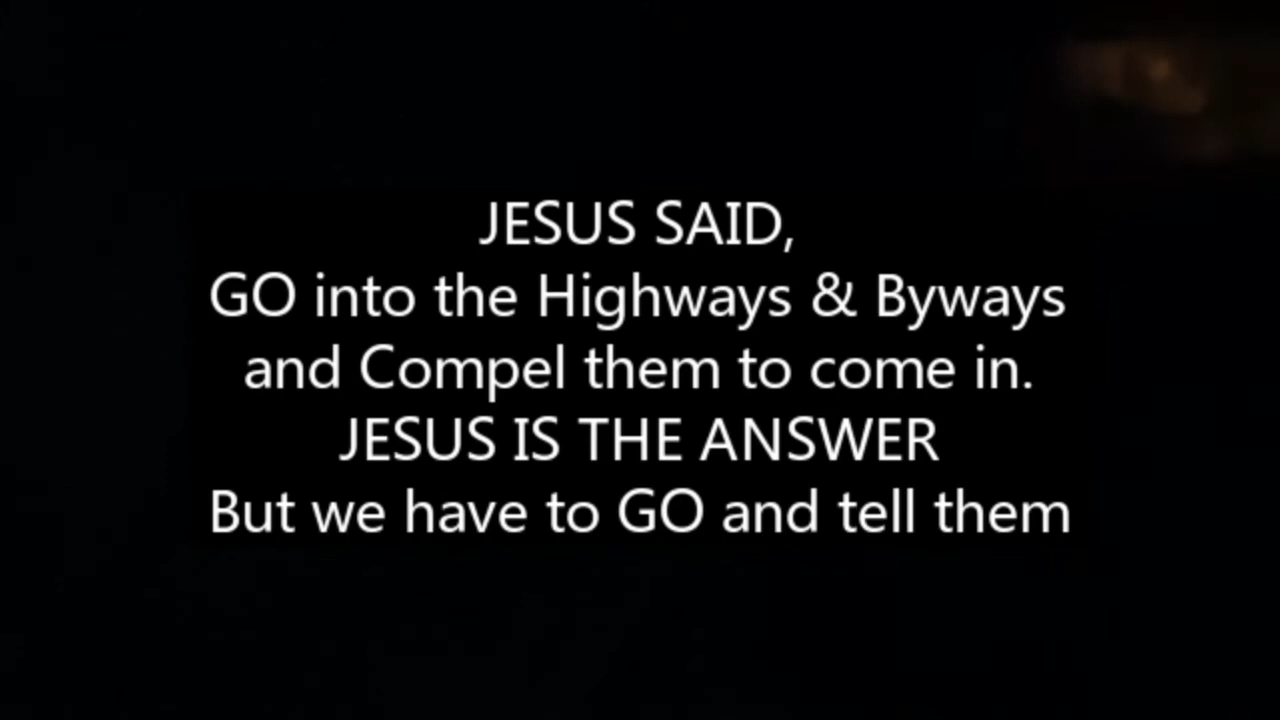 JESUS SAID,
GO into the Highways & Byways
and Compel them to come in.
JESUS IS THE ANSWER
But we have to GO and tell them